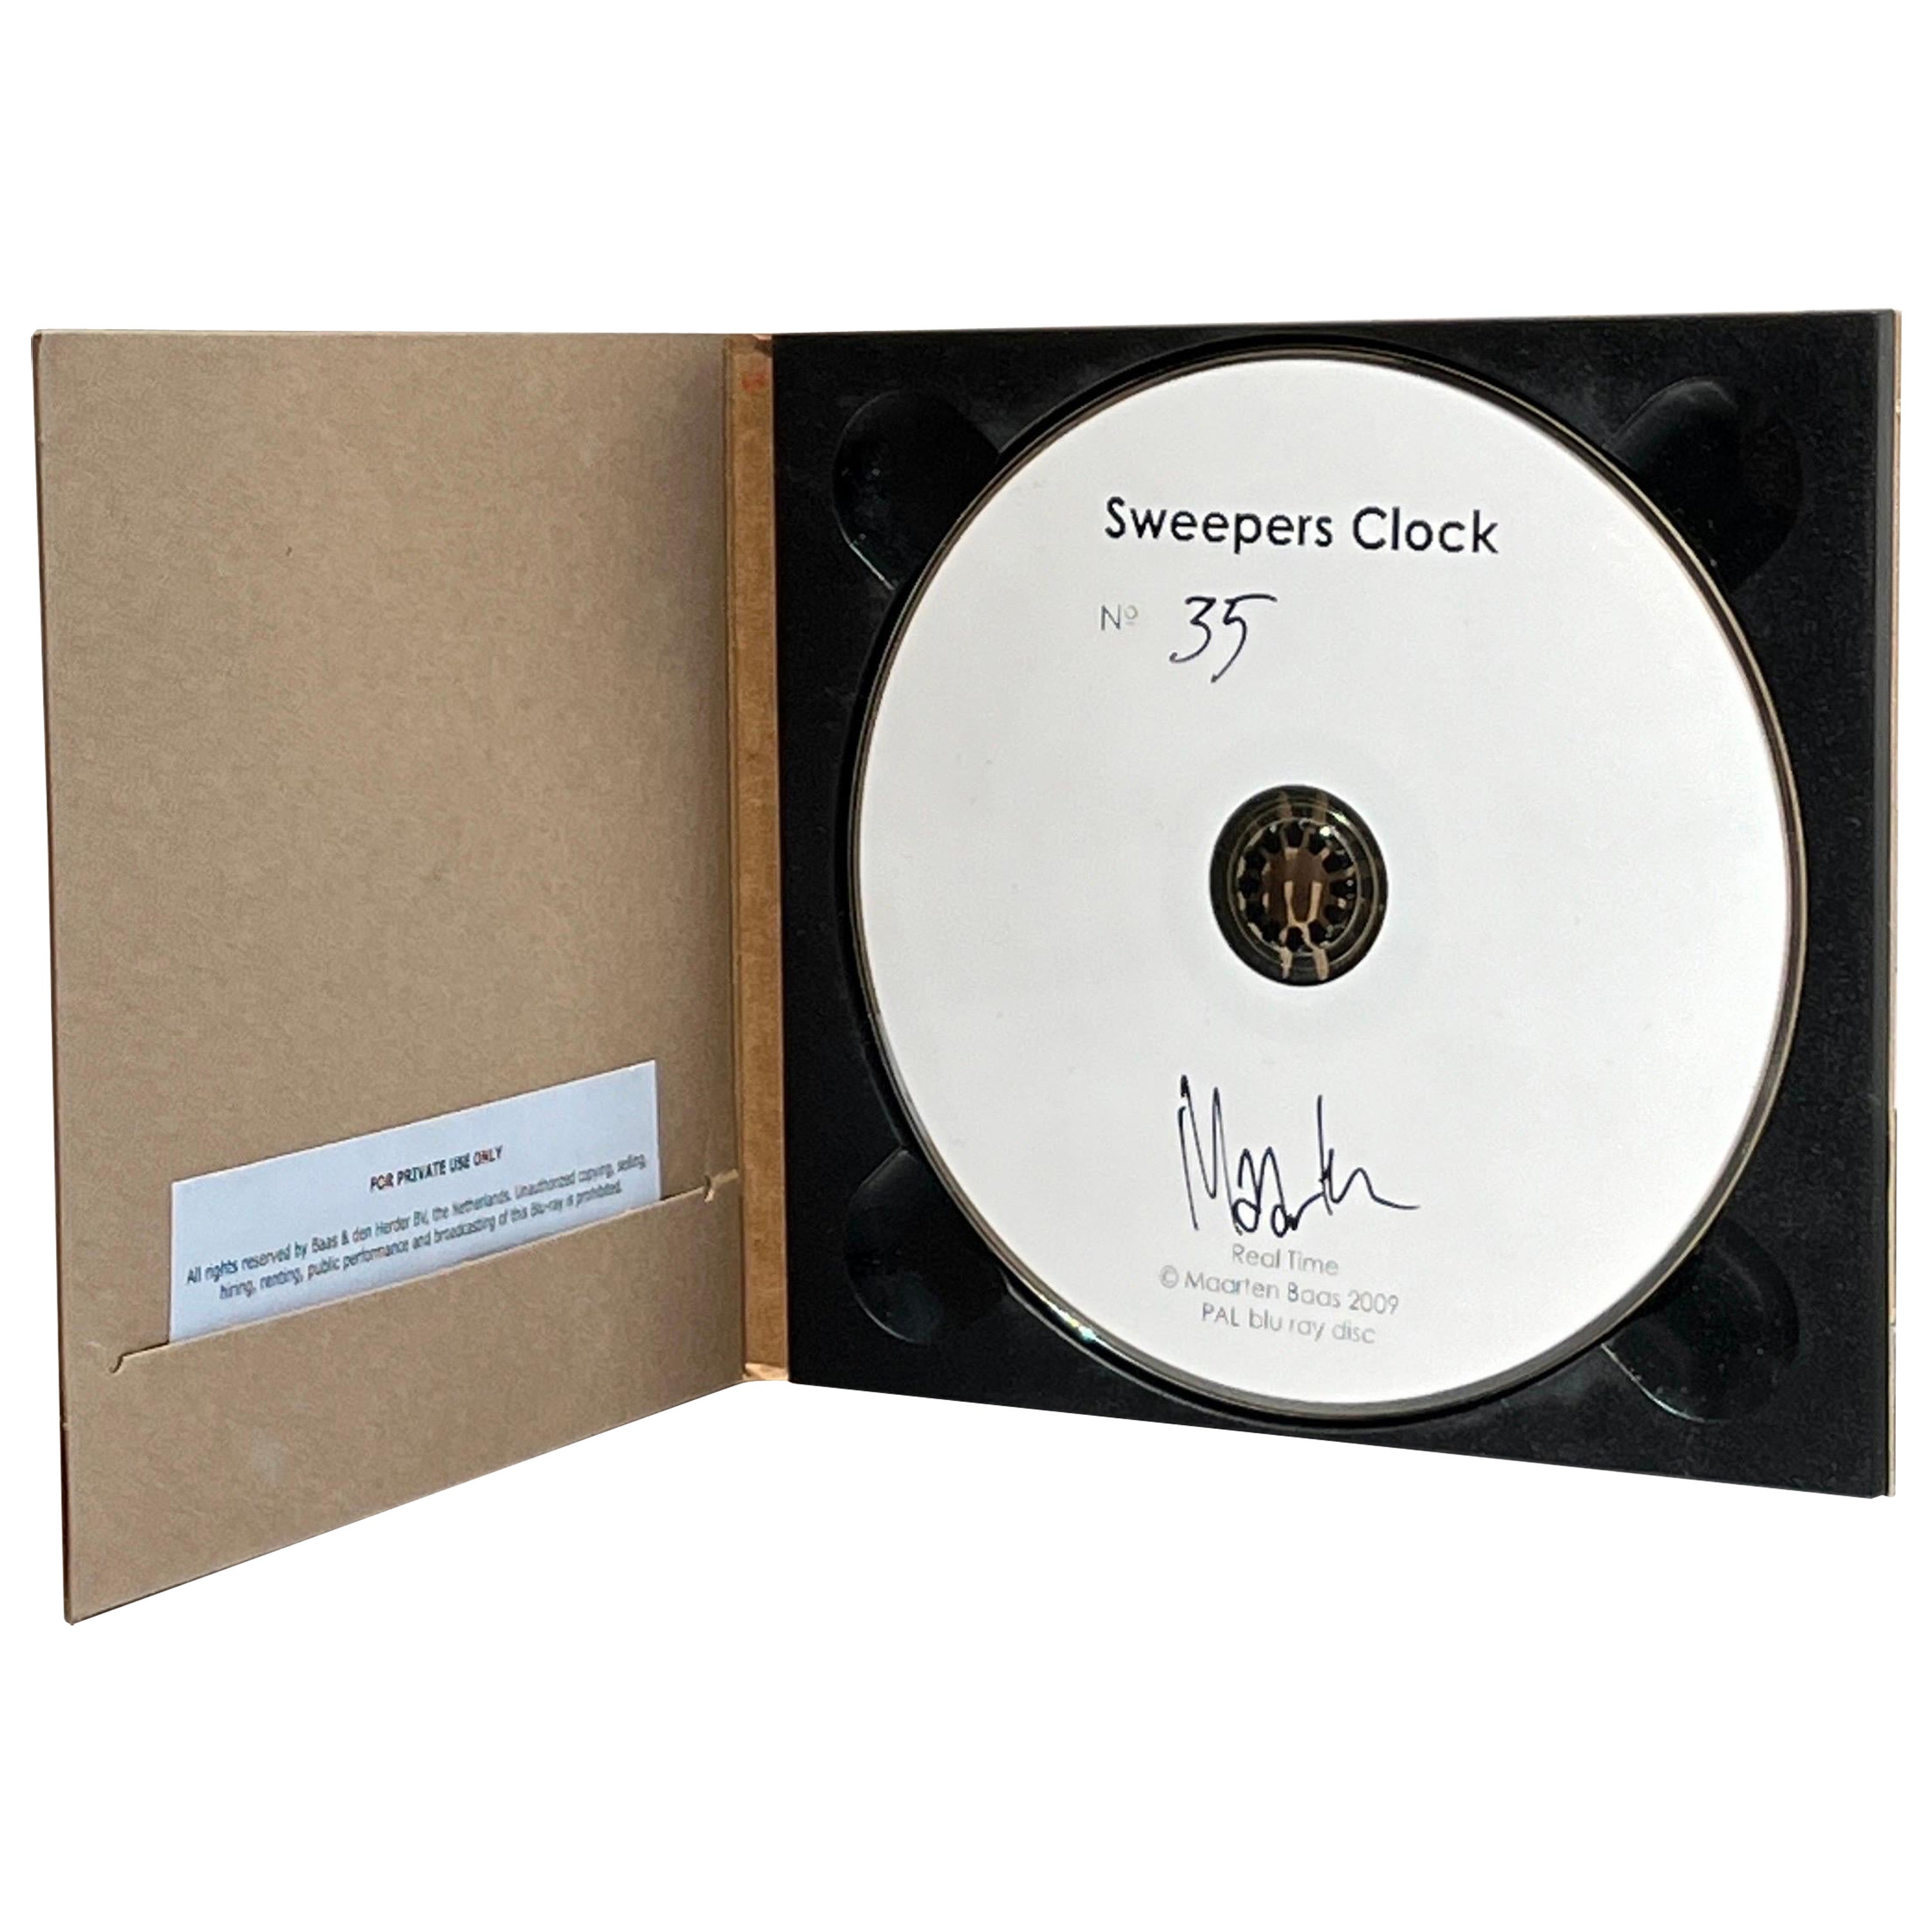 FOR PRIVATE USE ONLY
All rights reserved by Baas & den Herder BV, the Netherlands. Unauthorized copying, selling,
hiring, renting, public performance and broadcasting of this Blu-ray is prohibited.
Sweepers Clock
Nº 35
Maarten
Real Time
© Maarten Baas 2009
PAL blu ray disc